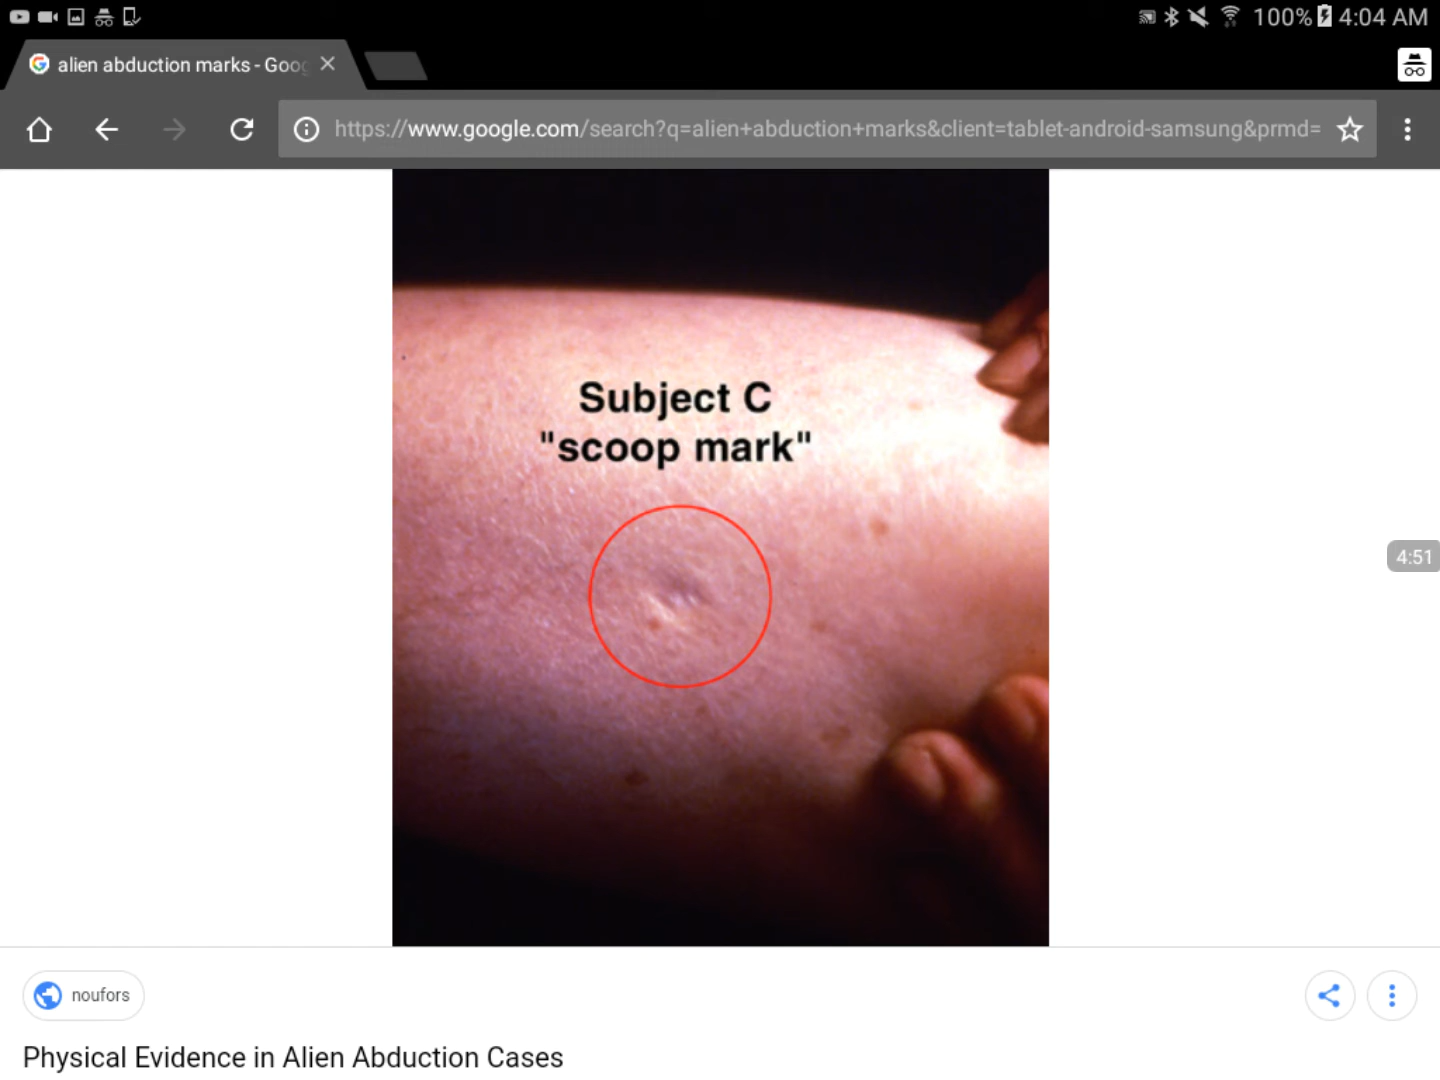 100% 4:04 AM
alien abduction marks - Goog
https://www.google.com/search?q=alien+abduction+marks&client=tablet-android-samsung&prmd=
Subject C
"scoop mark"
4:51
noufors
Physical Evidence in Alien Abduction Cases